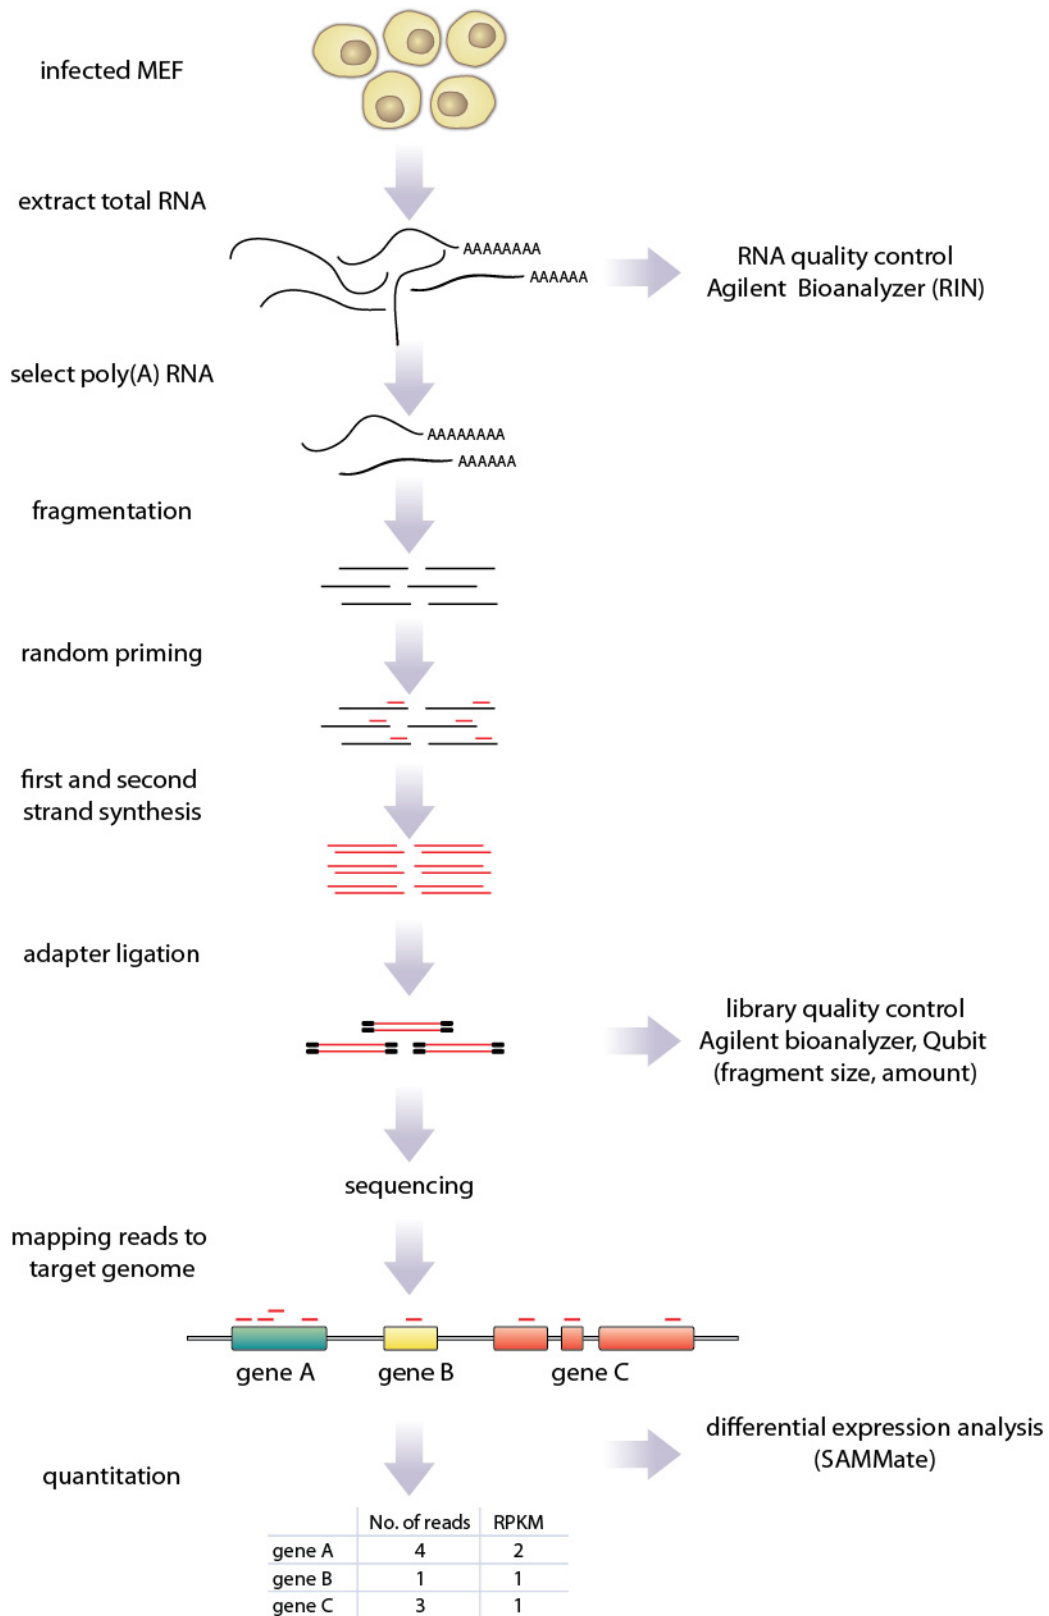 infected MEF
extract total RNA
AAAAAAAA
AAAAAA
RNA quality control
Agilent Bioanalyzer (RIN)
select poly(A) RNA
AAAAAAAA
AAAAAA
fragmentation
random priming
first and second
strand synthesis
adapter ligation
library quality control
Agilent bioanalyzer, Qubit
(fragment size, amount)
sequencing
mapping reads to
target genome
gene A gene B gene C
differential expression analysis
(SAMMate)
quantitation
No. of reads RPKM
gene A 4 2
gene B 1 1
gene C 3 1